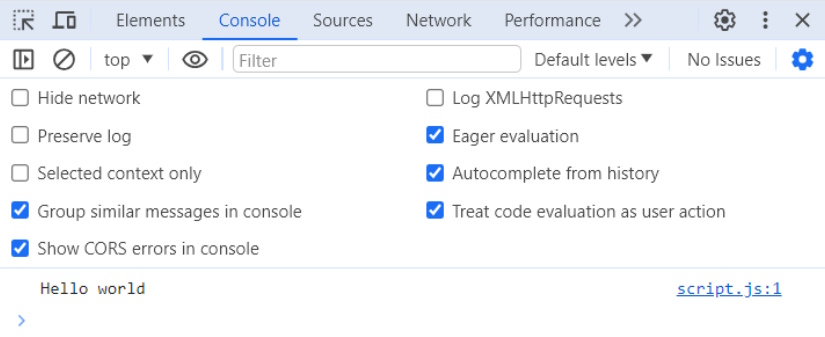 Elements Console Sources Network Performance
top Filter Default levels No Issues
Hide network Log XMLHttpRequests
Preserve log Eager evaluation
Selected context only Autocomplete from history
Group similar messages in console Treat code evaluation as user action
Show CORS errors in console
Hello world script.js:1